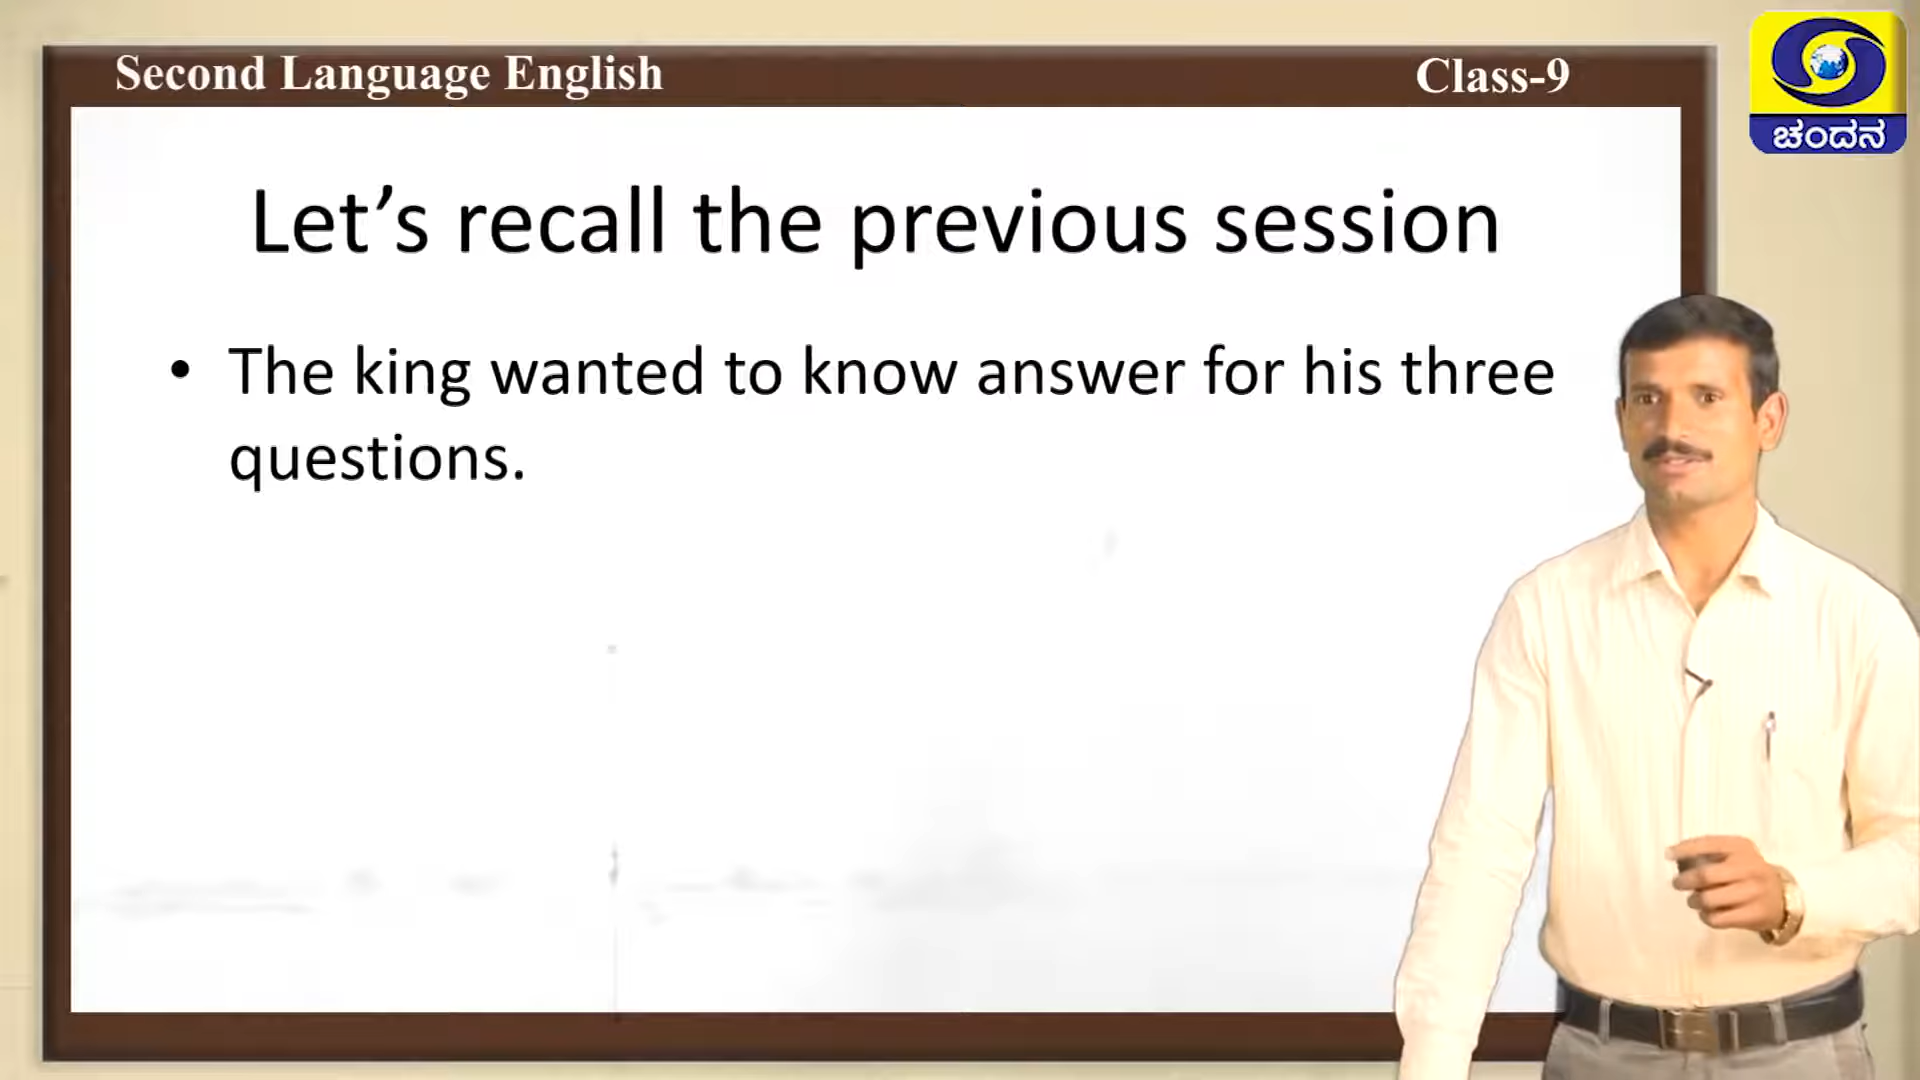 Second Language English
Class-9
ಚಂದನ
Let’s recall the previous session
• The king wanted to know answer for his three
questions.